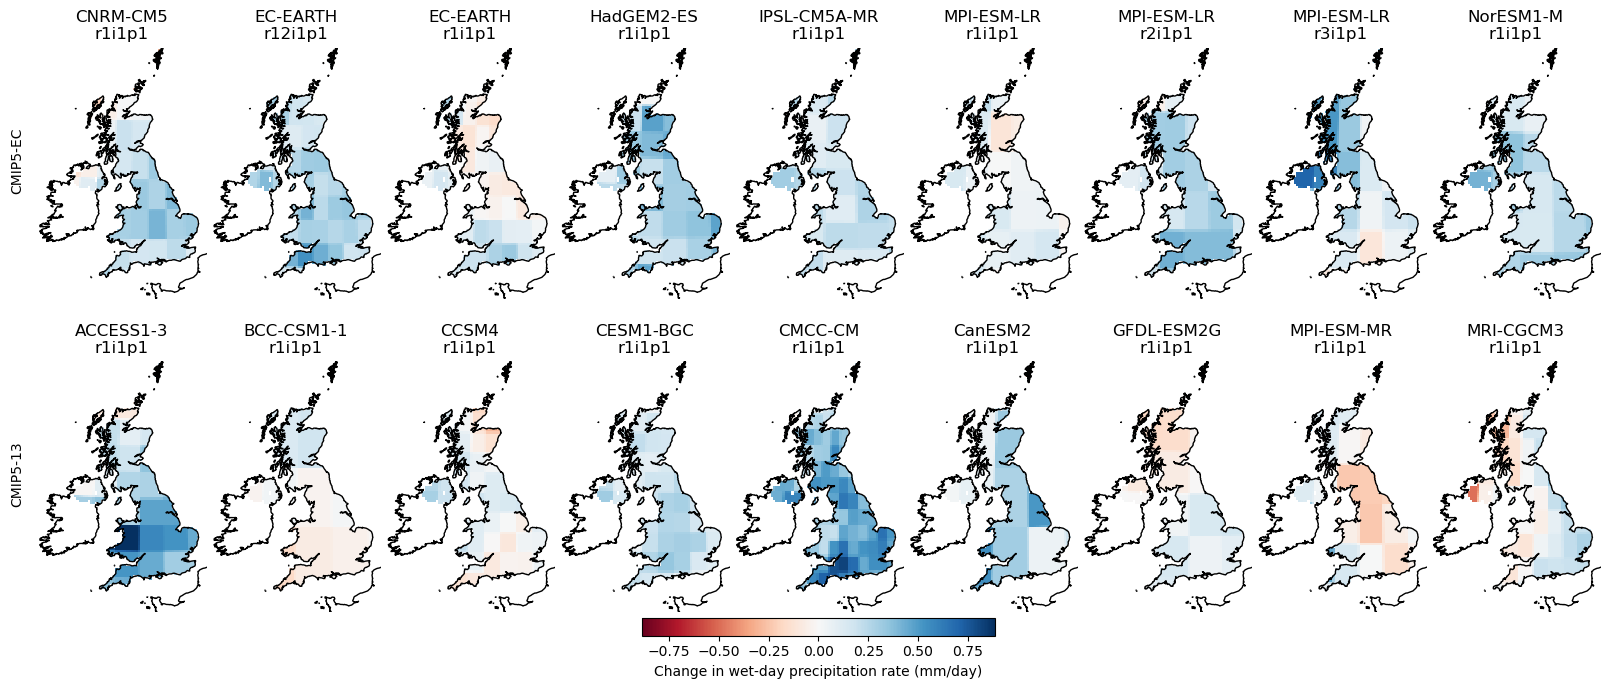 CNRM-CM5 EC-EARTH EC-EARTH HadGEM2-ES IPSL-CM5A-MR MPI-ESM-LR MPI-ESM-LR MPI-ESM-LR NorESM1-M
r1i1p1 r12i1p1 r1i1p1 r1i1p1 r1i1p1 r1i1p1 r2i1p1 r3i1p1 r1i1p1
CMIP5-EC
ACCESS1-3 BCC-CSM1-1 CCSM4 CESM1-BGC CMCC-CM CanESM2 GFDL-ESM2G MPI-ESM-MR MRI-CGCM3
r1i1p1 r1i1p1 r1i1p1 r1i1p1 r1i1p1 r1i1p1 r1i1p1 r1i1p1 r1i1p1
CMIP5-13
−0.75 −0.50 −0.25 0.00 0.25 0.50 0.75
Change in wet-day precipitation rate (mm/day)